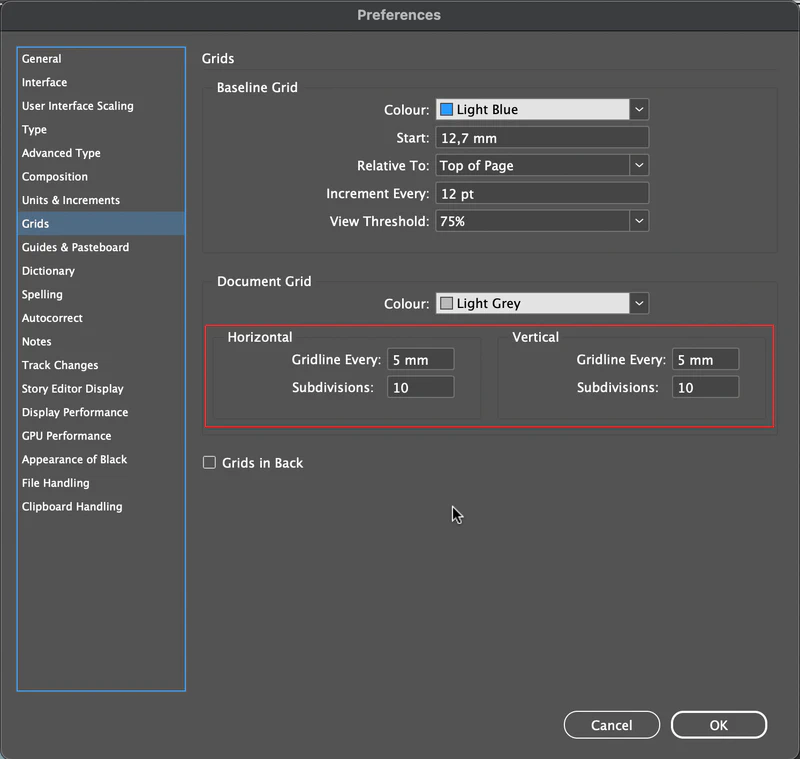 Preferences
General
Interface
User Interface Scaling
Type
Advanced Type
Composition
Units & Increments
Grids
Guides & Pasteboard
Dictionary
Spelling
Autocorrect
Notes
Track Changes
Story Editor Display
Display Performance
GPU Performance
Appearance of Black
File Handling
Clipboard Handling
Grids
Baseline Grid
Colour: Light Blue
Start: 12,7 mm
Relative To: Top of Page
Increment Every: 12 pt
View Threshold: 75%
Document Grid
Colour: Light Grey
Horizontal
Gridline Every: 5 mm
Subdivisions: 10
Vertical
Gridline Every: 5 mm
Subdivisions: 10
Grids in Back
Cancel
OK